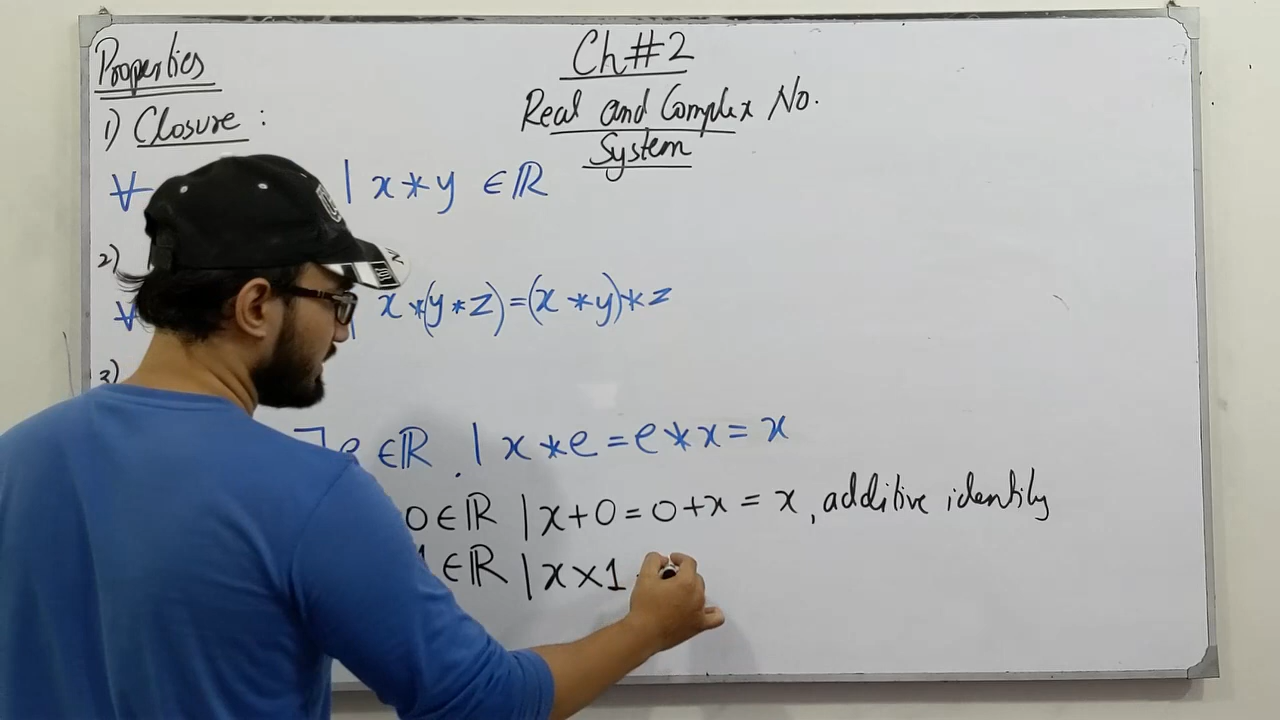 Properties
Ch#2
1) Closure :
Real and Complex No.
System
∀ | x * y ∈ ℝ
2)
∀ | x * (y * z) = (x * y) * z
3)
∃ e ∈ ℝ . | x * e = e * x = x
0 ∈ ℝ | x + 0 = 0 + x = x, additive identity
1 ∈ ℝ | x × 1